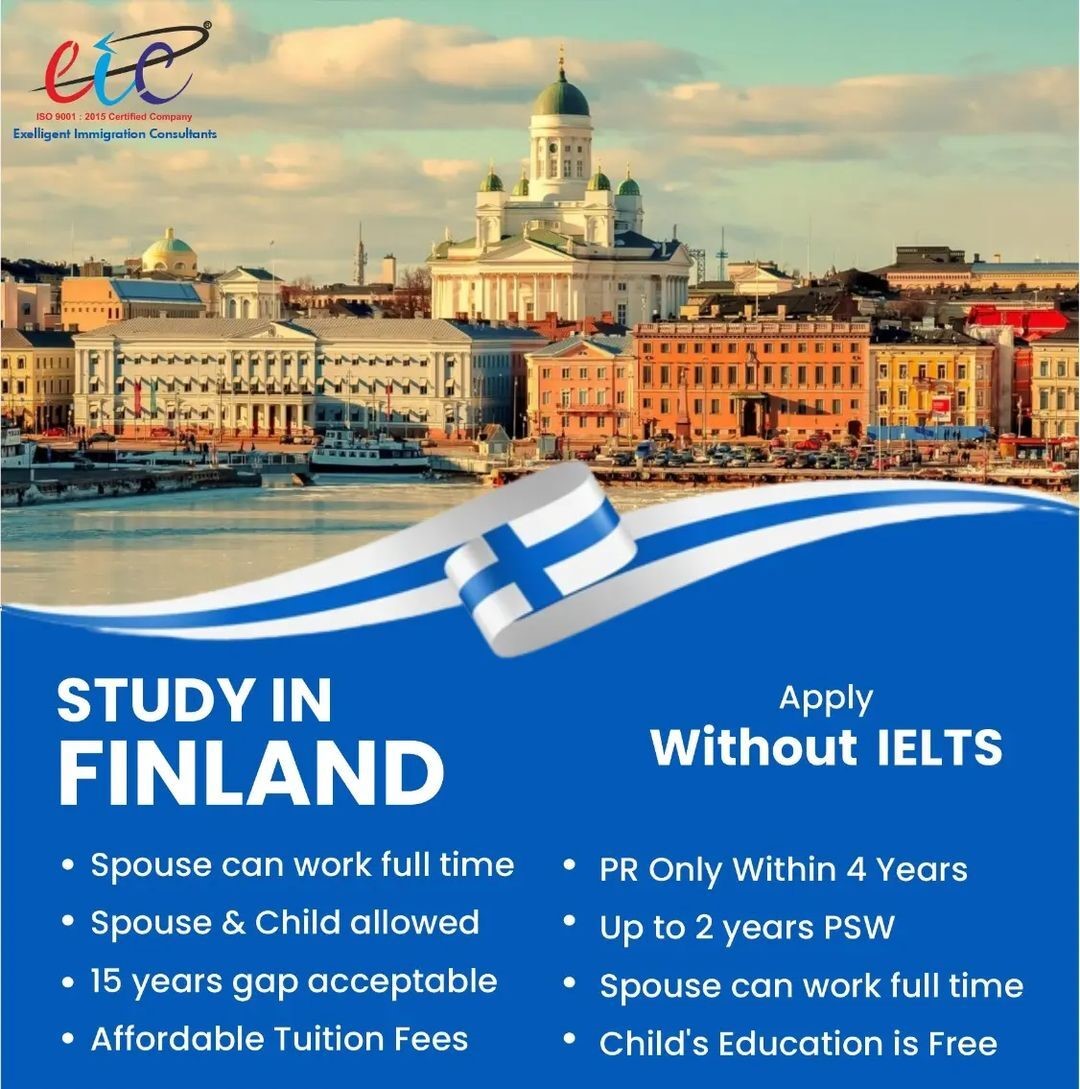 eic®
ISO 9001 : 2015 Certified Company
Exelligent Immigration Consultants
STUDY IN
FINLAND
Apply
Without IELTS
• Spouse can work full time
• Spouse & Child allowed
• 15 years gap acceptable
• Affordable Tuition Fees
• PR Only Within 4 Years
• Up to 2 years PSW
• Spouse can work full time
• Child's Education is Free